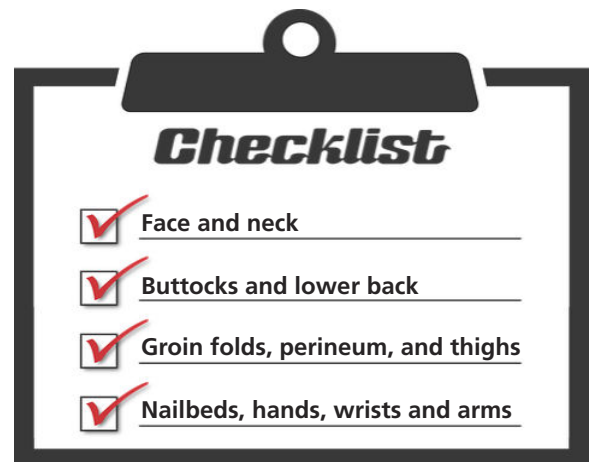 Checklist
Face and neck
Buttocks and lower back
Groin folds, perineum, and thighs
Nailbeds, hands, wrists and arms